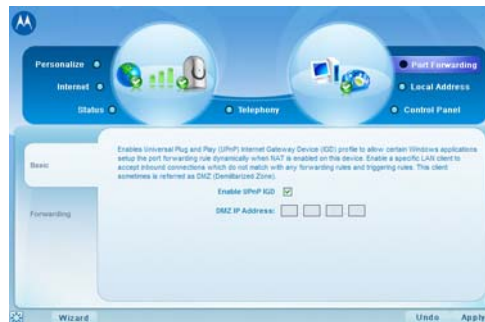 Personalize
Internet
Status
Telephony
Port Forwarding
Local Address
Control Panel
Basic
Forwarding
Enables Universal Plug and Play (UPnP) Internet Gateway Device (IGD) profile to allow certain Windows applications
setup the port forwarding rule dynamically when NAT is enabled on this device. Enable a specific LAN client to
accept inbound connections which do not match with any forwarding rules and triggering rules. This client
sometimes is referred as DMZ (Demilitarized Zone).
Enable UPnP IGD
DMZ IP Address:
Wizard
Undo
Apply